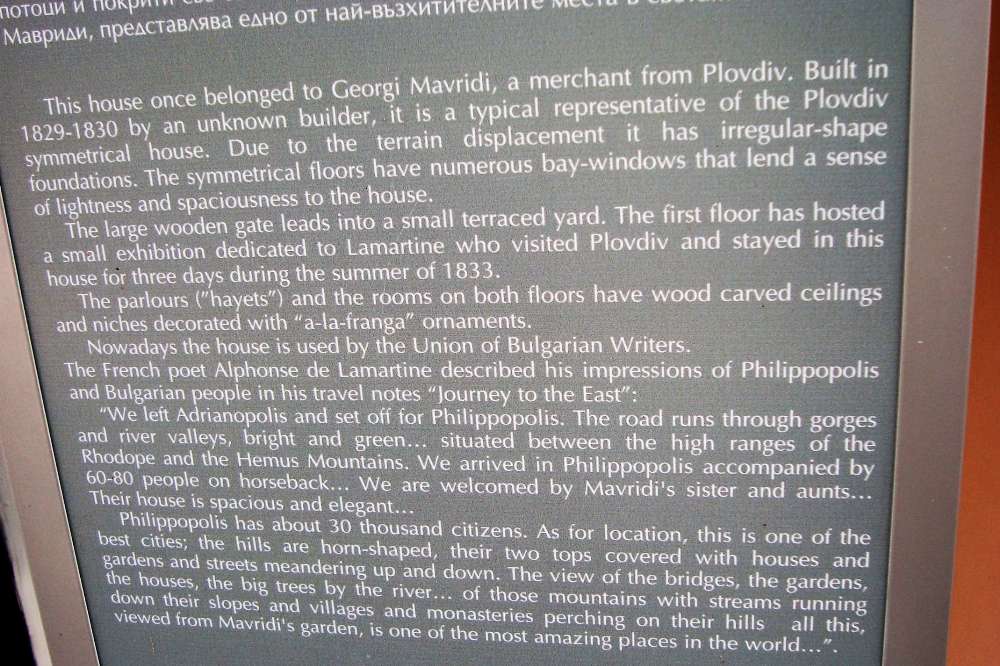 потоци и покрити
Мавриди, представлява едно от най-възхитителните места в
This house once belonged to Georgi Mavridi, a merchant from Plovdiv. Built in
1829-1830 by an unknown builder, it is a typical representative of the Plovdiv
symmetrical house. Due to the terrain displacement it has irregular-shape
foundations. The symmetrical floors have numerous bay-windows that lend a sense
of lightness and spaciousness to the house.
The large wooden gate leads into a small terraced yard. The first floor has hosted
a small exhibition dedicated to Lamartine who visited Plovdiv and stayed in this
house for three days during the summer of 1833.
The parlours ("hayets") and the rooms on both floors have wood carved ceilings
and niches decorated with "a-la-franga" ornaments.
Nowadays the house is used by the Union of Bulgarian Writers.
The French poet Alphonse de Lamartine described his impressions of Philippopolis
and Bulgarian people in his travel notes "Journey to the East":
"We left Adrianopolis and set off for Philippopolis. The road runs through gorges
and river valleys, bright and green... situated between the high ranges of the
Rhodope and the Hemus Mountains. We arrived in Philippopolis accompanied by
60-80 people on horseback... We are welcomed by Mavridi's sister and aunts...
Their house is spacious and elegant...
Philippopolis has about 30 thousand citizens. As for location, this is one of the
best cities; the hills are horn-shaped, their two tops covered with houses and
gardens and streets meandering up and down. The view of the bridges, the gardens,
the houses, the big trees by the river... of those mountains with streams running
down their slopes and villages and monasteries perching on their hills all this,
viewed from Mavridi's garden, is one of the most amazing places in the world...".